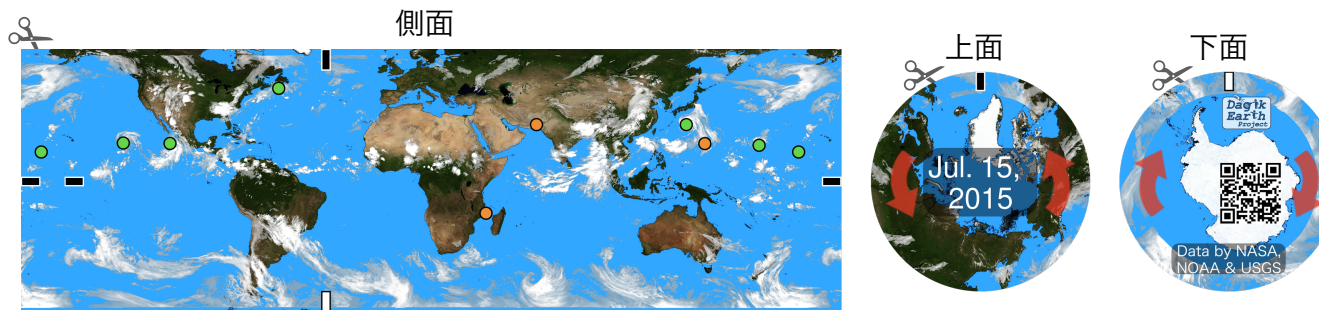 側面
上面
下面
Jul. 15,
2015
Dagik
Earth
Project
Data by NASA,
NOAA & USGS